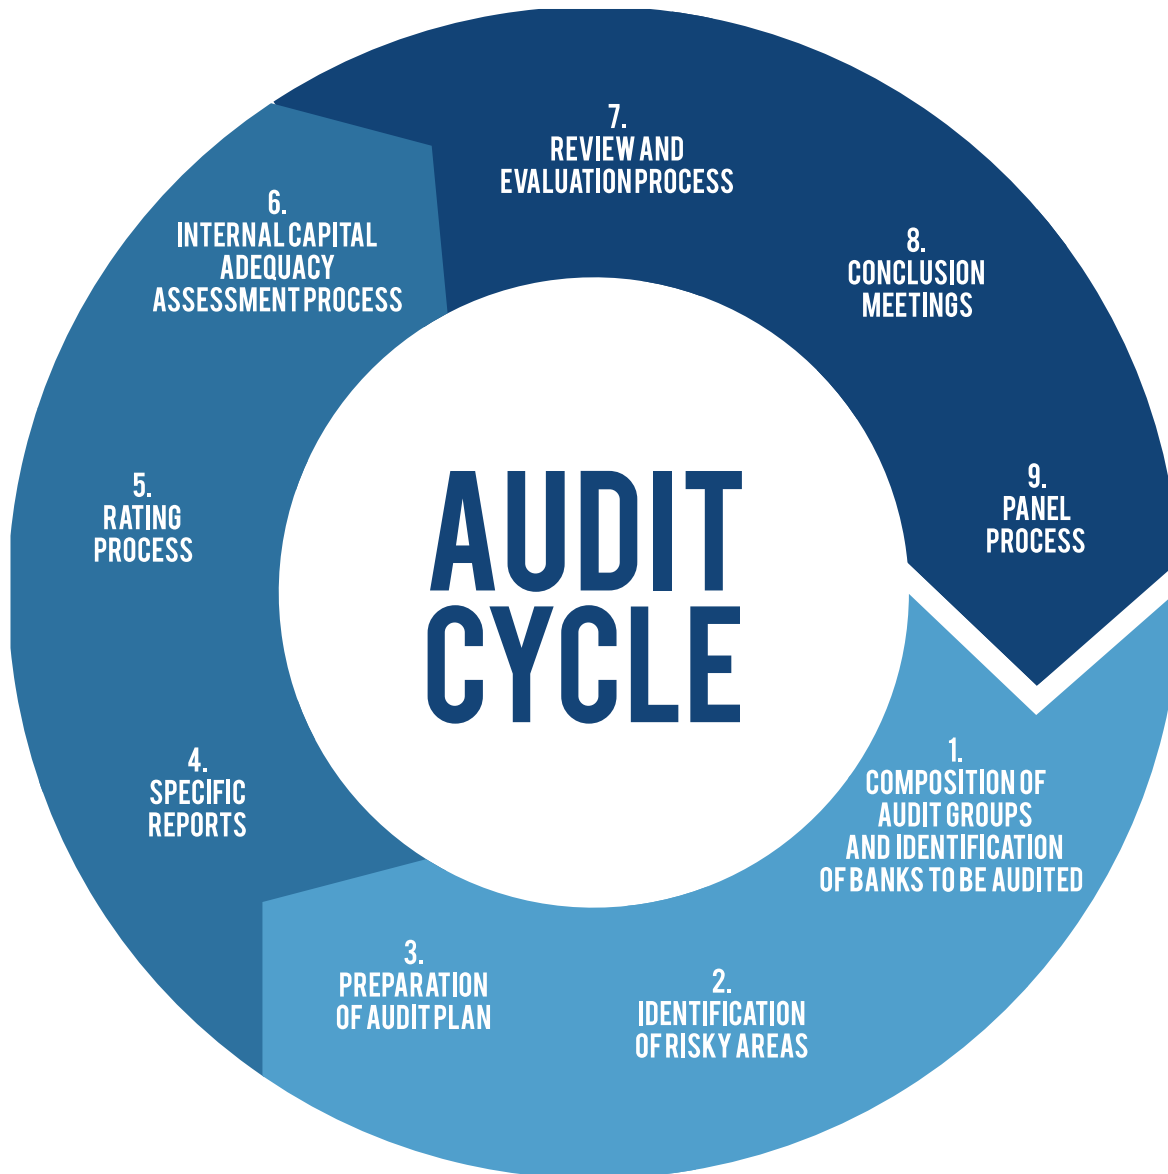 7.
REVIEW AND
EVALUATION PROCESS
6.
INTERNAL CAPITAL
ADEQUACY
ASSESSMENT PROCESS
8.
CONCLUSION
MEETINGS
5.
RATING
PROCESS
AUDIT
CYCLE
9.
PANEL
PROCESS
4.
SPECIFIC
REPORTS
1.
COMPOSITION OF
AUDIT GROUPS
AND IDENTIFICATION
OF BANKS TO BE AUDITED
3.
PREPARATION
OF AUDIT PLAN
2.
IDENTIFICATION
OF RISKY AREAS